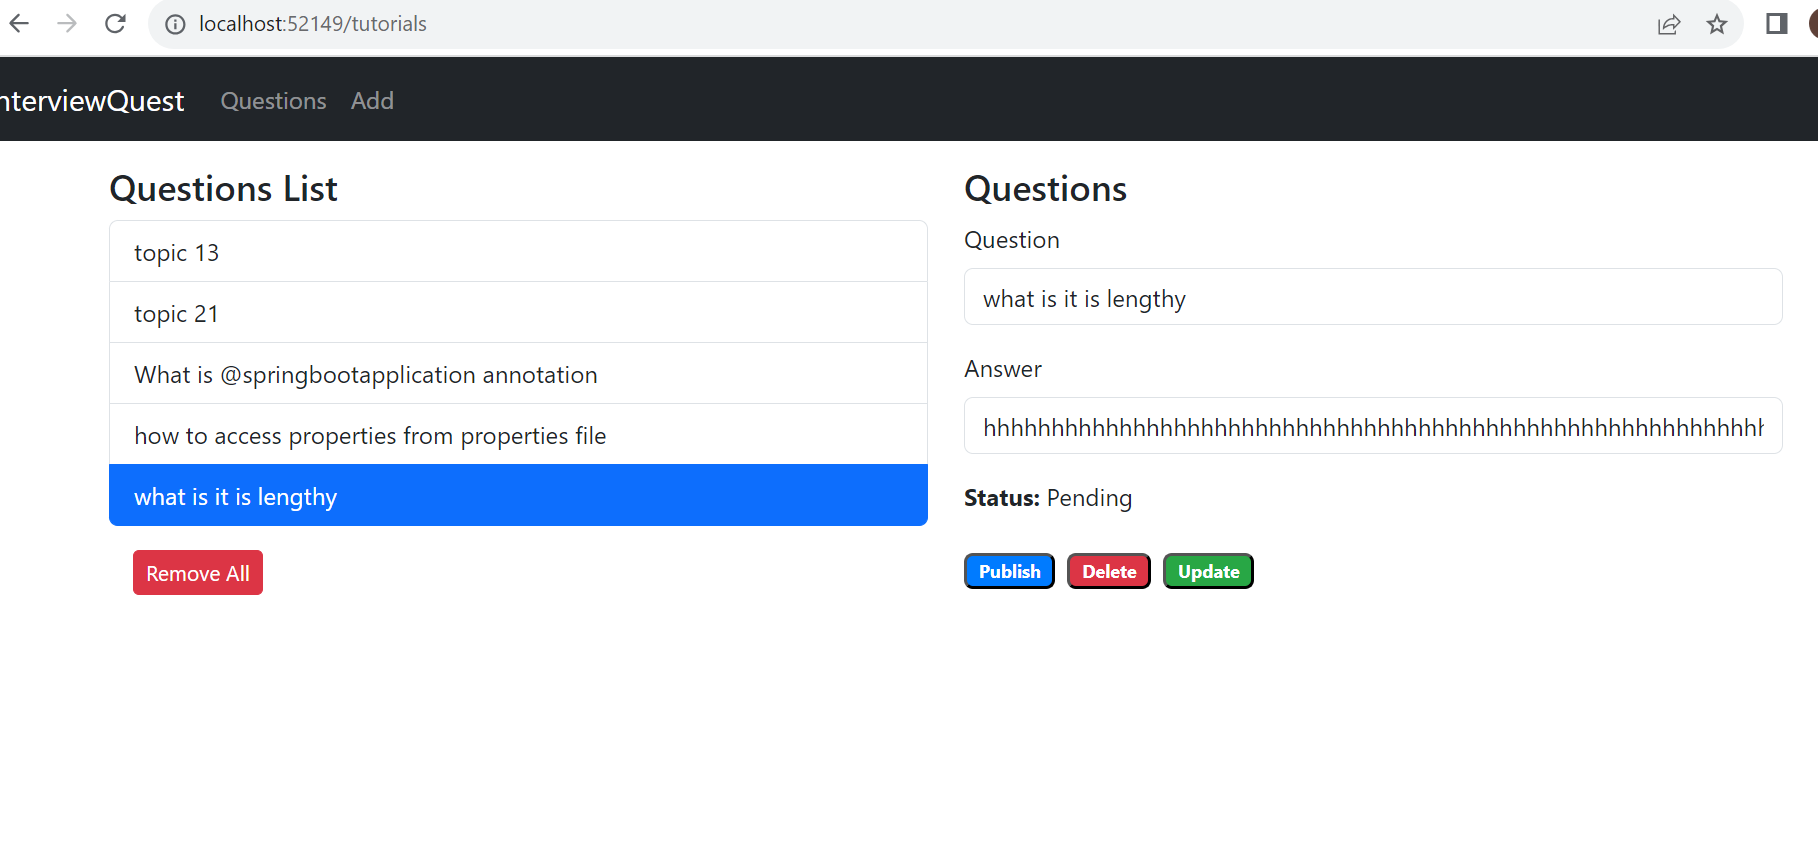 localhost:52149/tutorials
nterviewQuest Questions Add
Questions List
topic 13
topic 21
What is @springbootapplication annotation
how to access properties from properties file
what is it is lengthy
Remove All
Questions
Question
what is it is lengthy
Answer
Status: Pending
Publish Delete Update